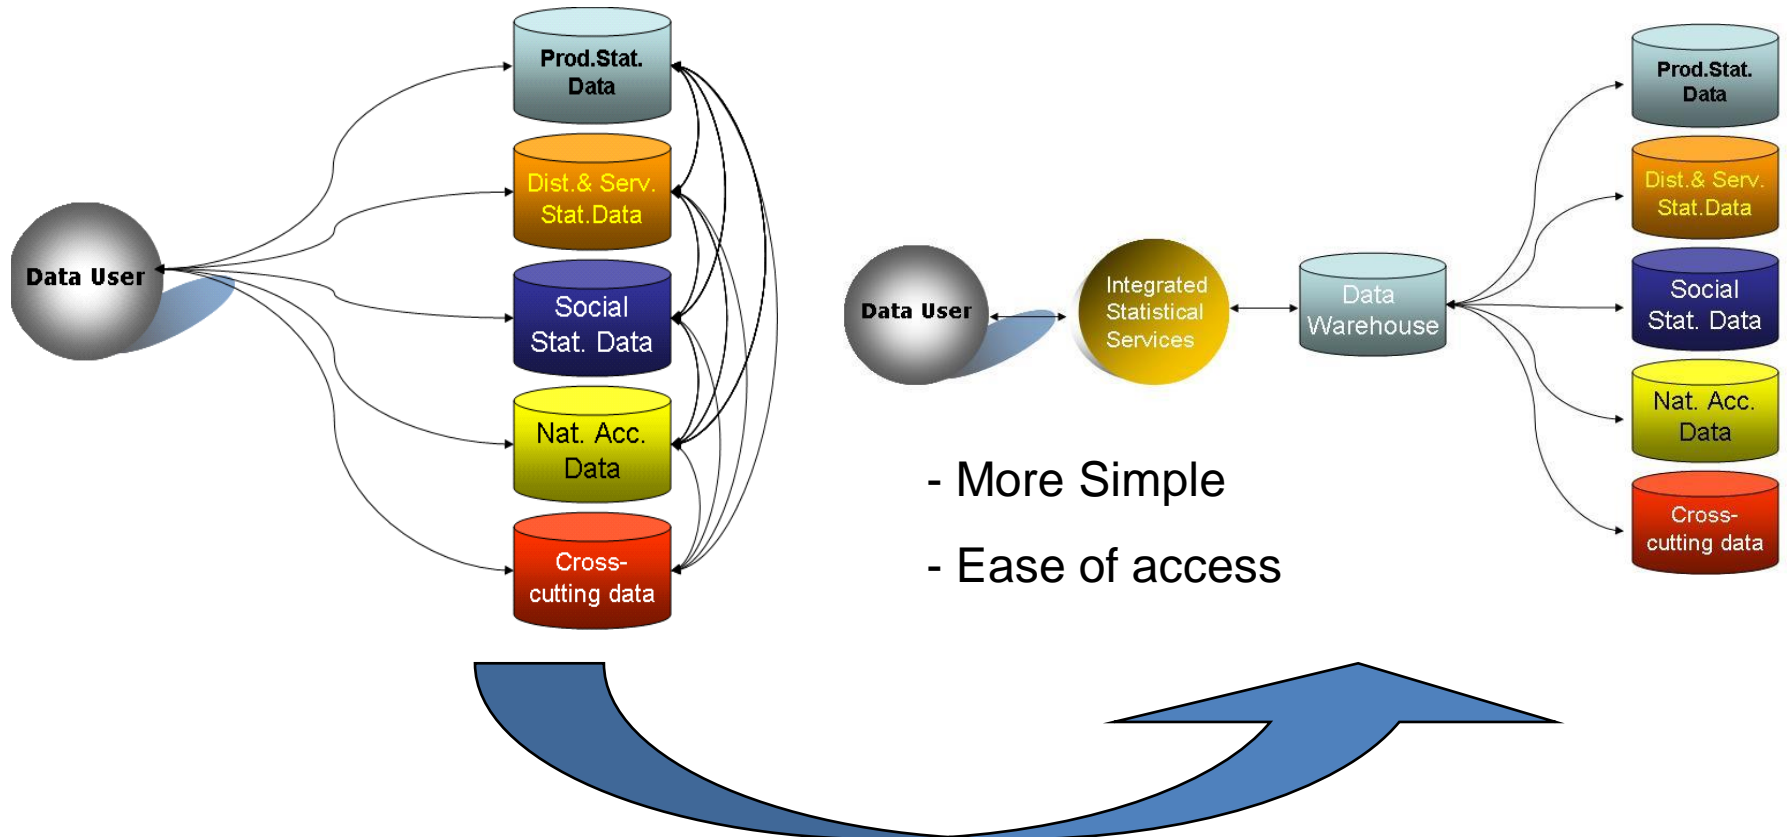 Prod.Stat.
Data
Dist.& Serv.
Stat.Data
Data User
Social
Stat. Data
Nat. Acc.
Data
Cross-
cutting data
Data User
Integrated
Statistical
Services
Data
Warehouse
Prod.Stat.
Data
Dist.& Serv.
Stat.Data
Social
Stat. Data
Nat. Acc.
Data
Cross-
cutting data
- More Simple
- Ease of access